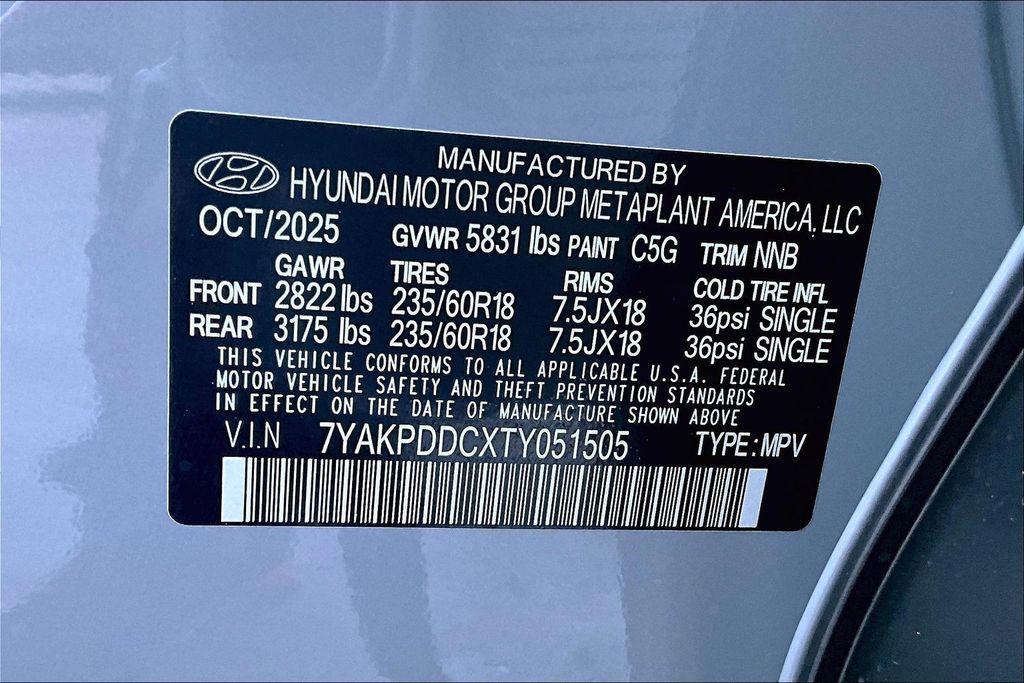 MANUFACTURED BY
HYUNDAI MOTOR GROUP METAPLANT AMERICA, LLC
OCT/2025 GVWR 5831 lbs PAINT C5G TRIM NNB
GAWR TIRES RIMS COLD TIRE INFL
FRONT 2822 lbs 235/60R18 7.5JX18 36psi SINGLE
REAR 3175 lbs 235/60R18 7.5JX18 36psi SINGLE
THIS VEHICLE CONFORMS TO ALL APPLICABLE U.S.A. FEDERAL
MOTOR VEHICLE SAFETY AND THEFT PREVENTION STANDARDS
IN EFFECT ON THE DATE OF MANUFACTURE SHOWN ABOVE
V.I.N 7YAKPDDCXTY051505 TYPE:MPV